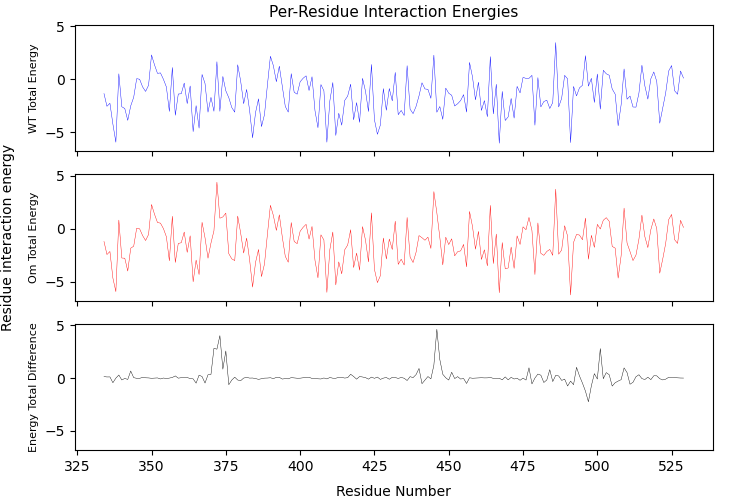 Per-Residue Interaction Energies
Residue interaction energy
WT Total Energy
5
0
−5
Om Total Energy
5
0
−5
Energy Total Difference
5
0
−5
325 350 375 400 425 450 475 500 525
Residue Number